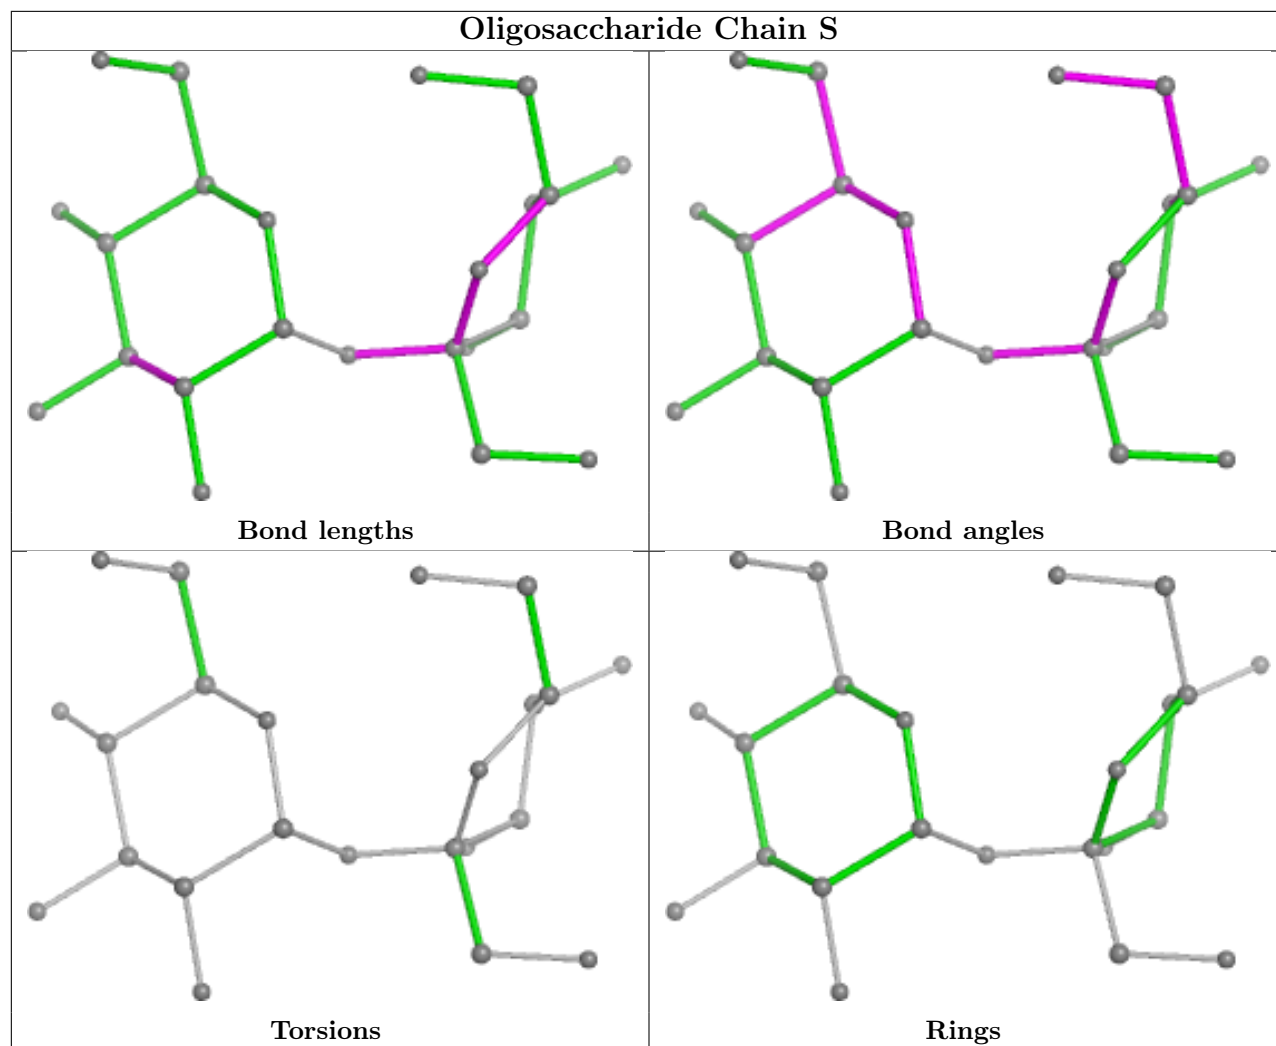 Oligosaccharide Chain S
Bond lengths
Bond angles
Torsions
Rings